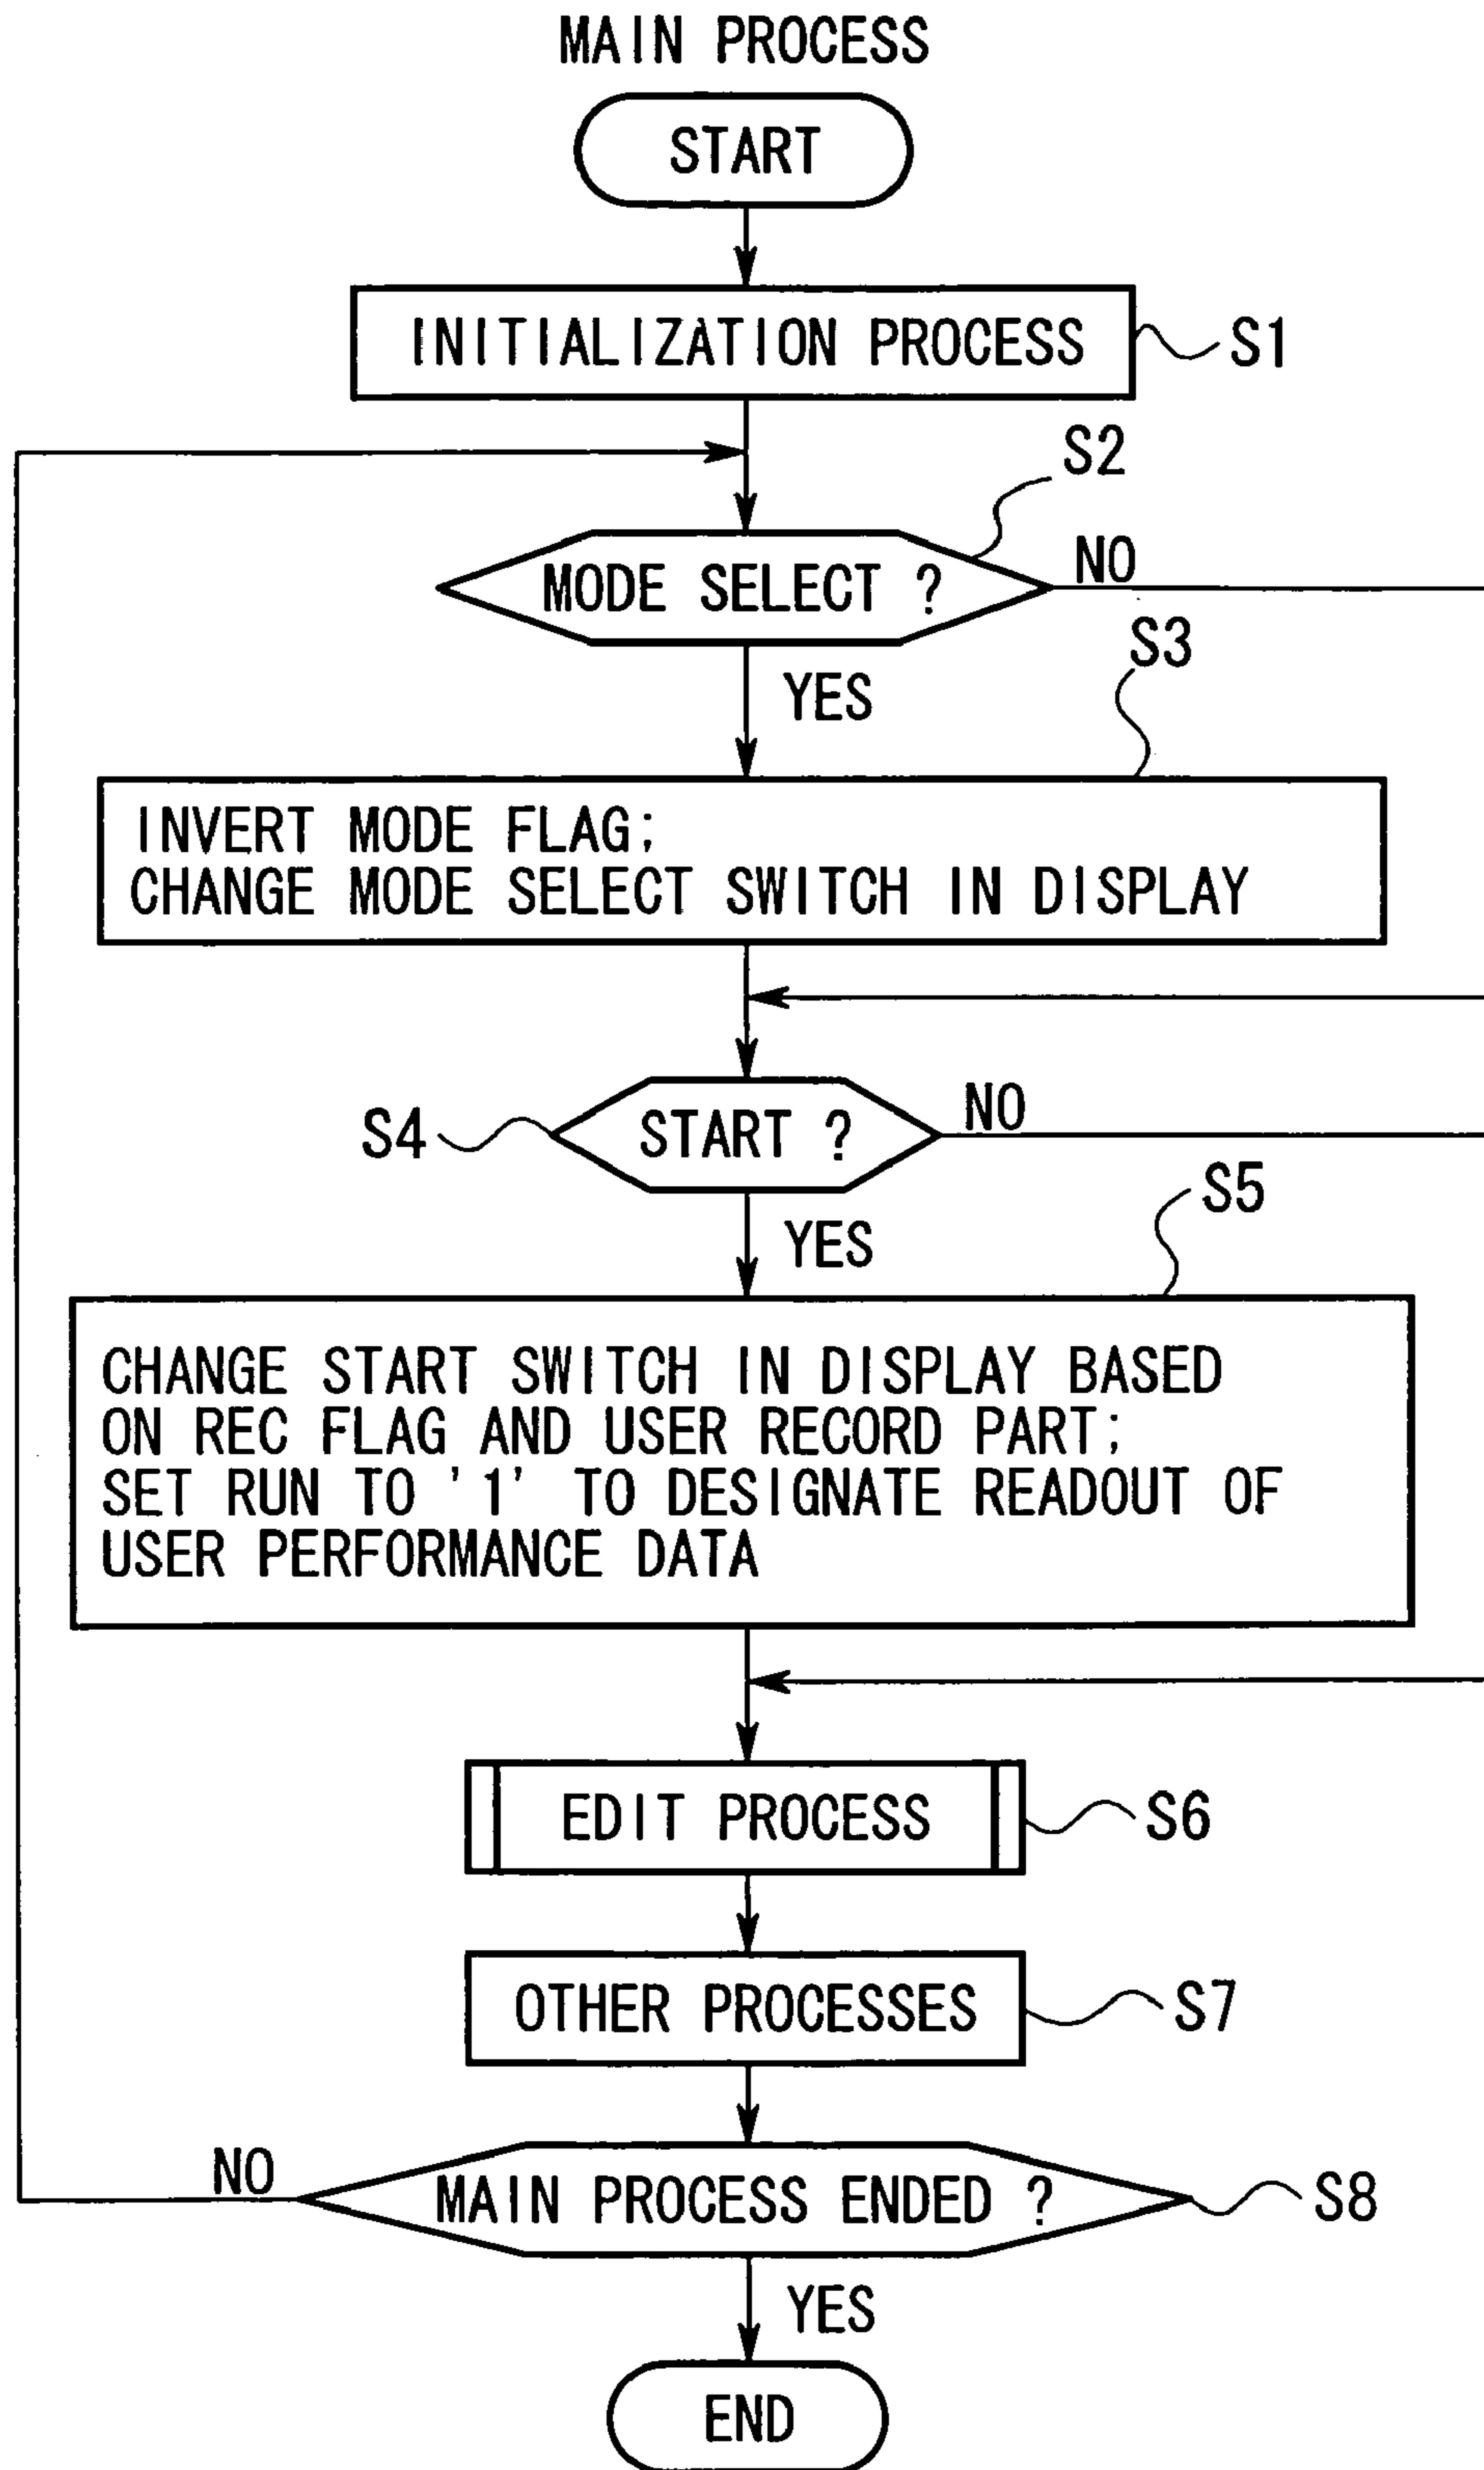 MAIN PROCESS
START
INITIALIZATION PROCESS
S1
S2
MODE SELECT ?
NO
YES
S3
INVERT MODE FLAG;
CHANGE MODE SELECT SWITCH IN DISPLAY
S4
START ?
NO
YES
S5
CHANGE START SWITCH IN DISPLAY BASED
ON REC FLAG AND USER RECORD PART;
SET RUN TO '1' TO DESIGNATE READOUT OF
USER PERFORMANCE DATA
EDIT PROCESS
S6
OTHER PROCESSES
S7
NO
MAIN PROCESS ENDED ?
S8
YES
END